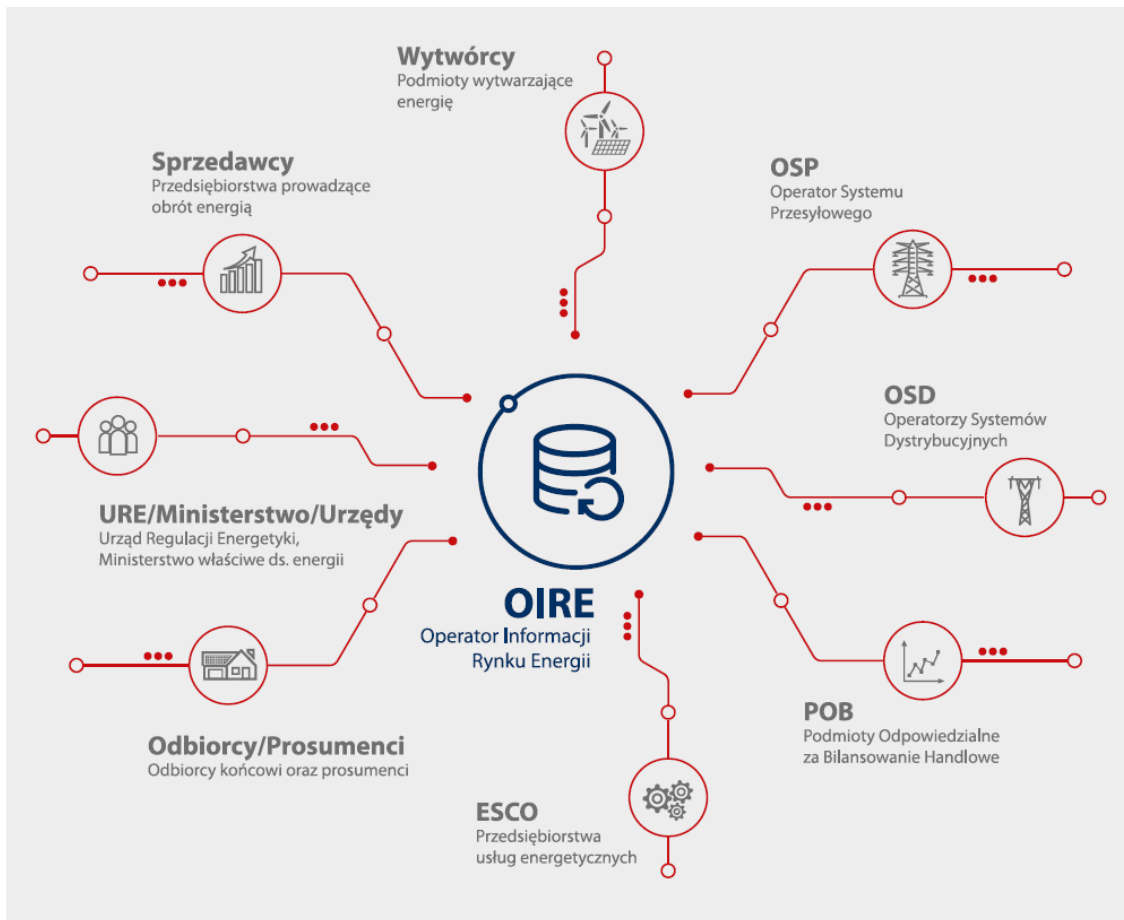 Wytwórcy
Podmioty wytwarzające
energię
Sprzedawcy
Przedsiębiorstwa prowadzące
obrót energią
OSP
Operator Systemu
Przesyłowego
OSD
Operatorzy Systemów
Dystrybucyjnych
URE/Ministerstwo/Urzędy
Urząd Regulacji Energetyki,
Ministerstwo właściwe ds. energii
OIRE
Operator Informacji
Rynku Energii
Odbiorcy/Prosumenci
Odbiorcy końcowi oraz prosumenci
POB
Podmioty Odpowiedzialne
za Bilansowanie Handlowe
ESCO
Przedsiębiorstwa
usług energetycznych